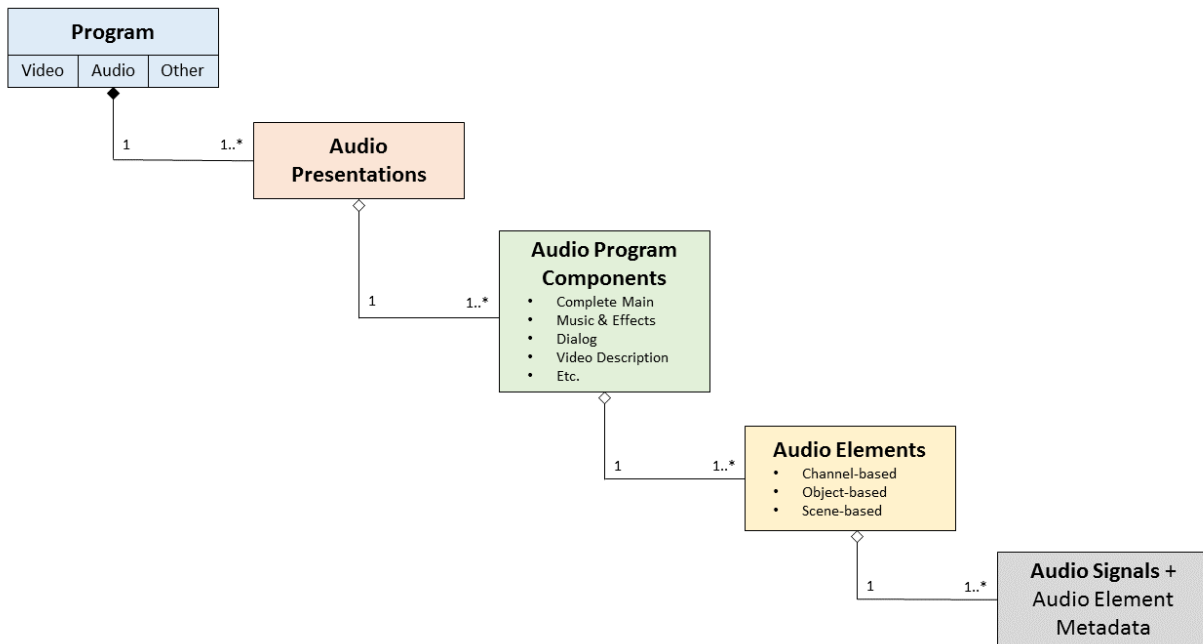 Program
Video Audio Other
1 1..*
Audio
Presentations
1 1..*
Audio Program
Components
• Complete Main
• Music & Effects
• Dialog
• Video Description
• Etc.
1 1..*
Audio Elements
• Channel-based
• Object-based
• Scene-based
1 1..*
Audio Signals +
Audio Element
Metadata